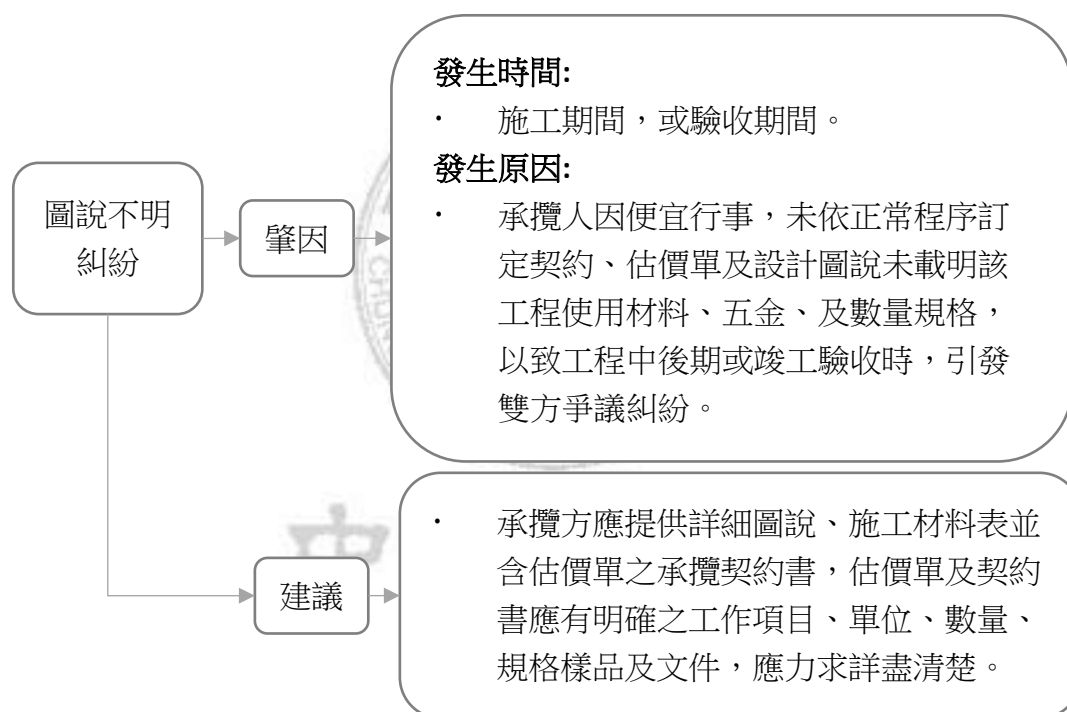 圖說不明
糾紛
肇因
發生時間:
· 施工期間，或驗收期間。
發生原因:
· 承攬人因便宜行事，未依正常程序訂
定契約、估價單及設計圖說未載明該
工程使用材料、五金、及數量規格，
以致工程中後期或竣工驗收時，引發
雙方爭議糾紛。
建議
· 承攬方應提供詳細圖說、施工材料表並
含估價單之承攬契約書，估價單及契約
書應有明確之工作項目、單位、數量、
規格樣品及文件，應力求詳盡清楚。